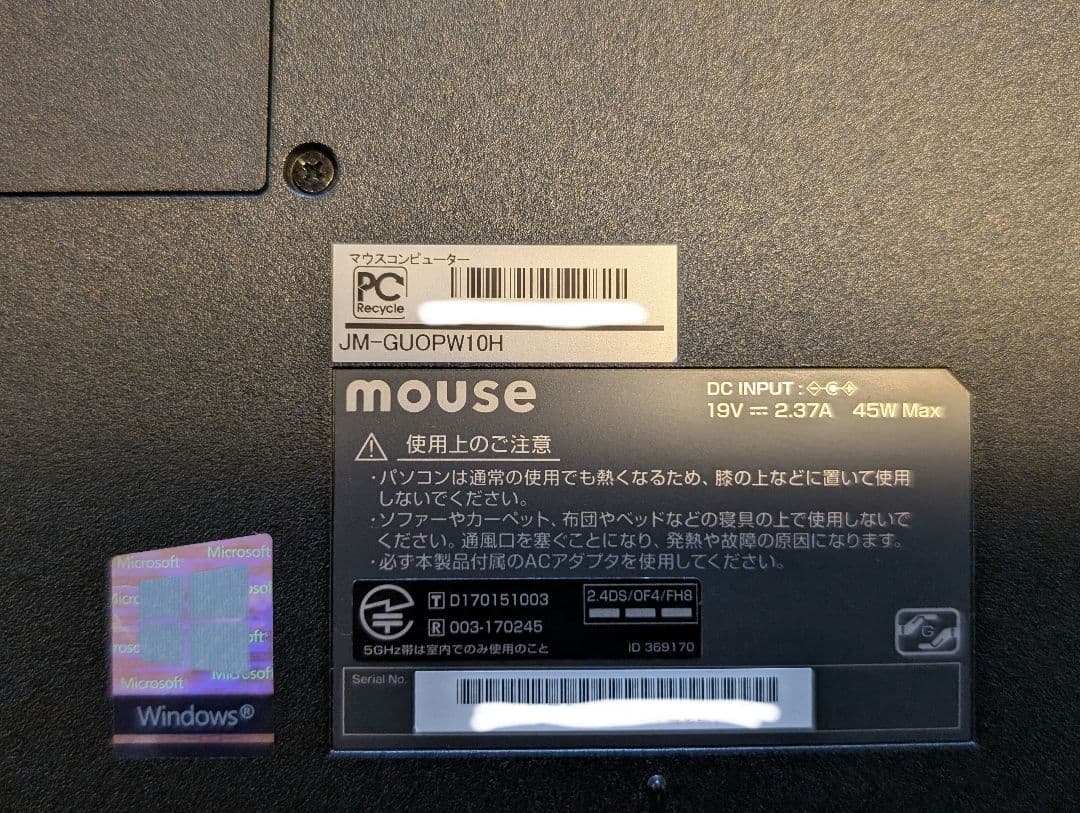 マウスコンピューター
PC
Recycle
JM-GUOPW10H
mouse
DC INPUT :
19V 2.37A 45W Max
使用上のご注意
・パソコンは通常の使用でも熱くなるため、膝の上などに置いて使用
しないでください。
・ソファーやカーペット、布団やベッドなどの寝具の上で使用しないで
ください。通風口を塞ぐことになり、発熱や故障の原因になります。
・必ず本製品付属のACアダプタを使用してください。
T D170151003
R 003-170245
2.4DS/OF4/FH8
5GHz帯は室内でのみ使用のこと
ID 369170
G
Serial No.
Microsoft
Microsoft
Micro
soft
Microsoft
Microsoft
Windows®